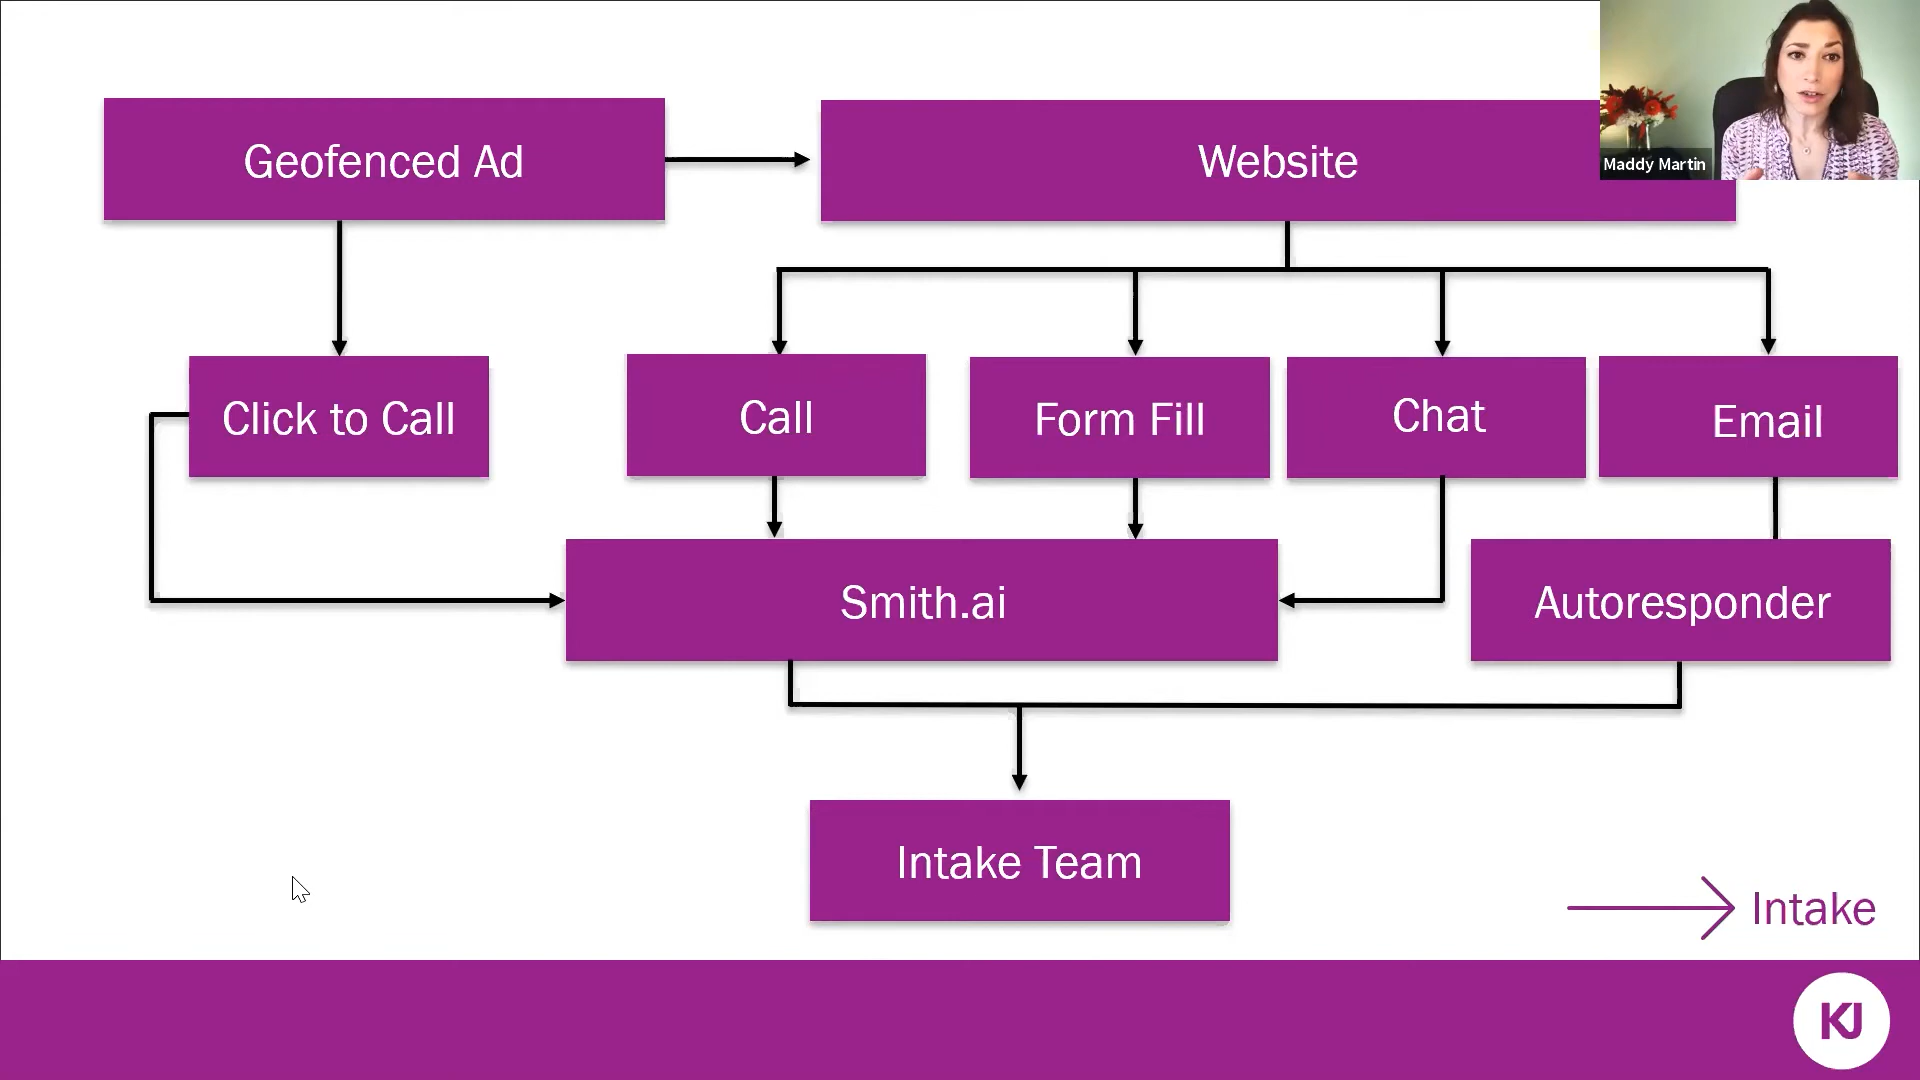 Geofenced Ad
Website
Maddy Martin
Click to Call
Call
Form Fill
Chat
Email
Smith.ai
Autoresponder
Intake Team
Intake
KJ